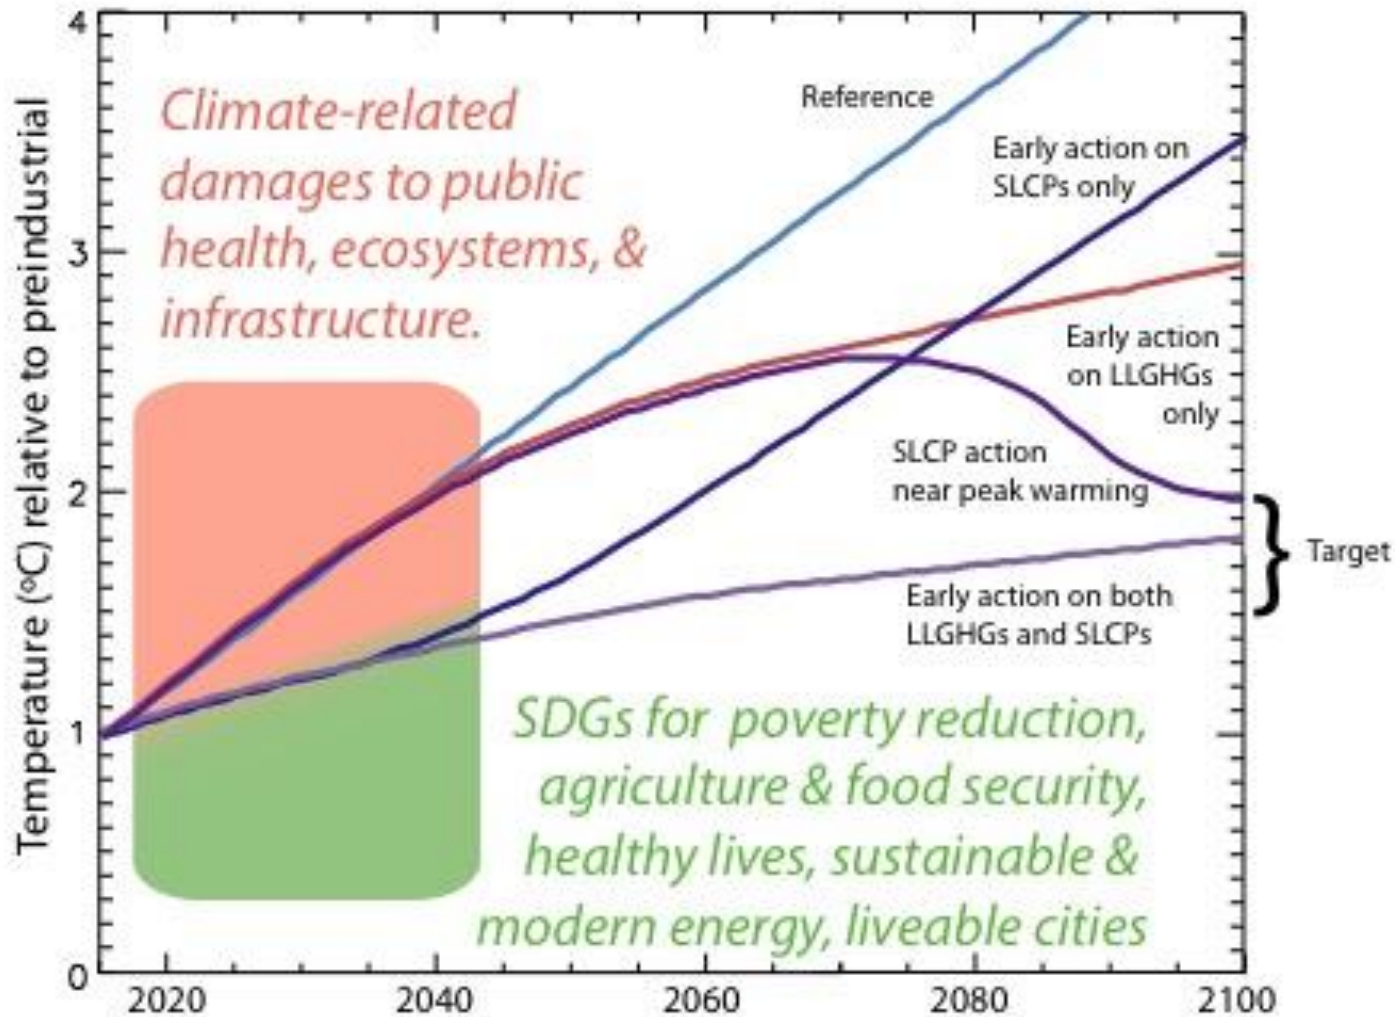 Temperature (ºC) relative to preindustrial
4
3
2
1
0
2020
2040
2060
2080
2100
Climate-related
damages to public
health, ecosystems, &
infrastructure.
Reference
Early action on
SLCPs only
Early action
on LLGHGs
only
SLCP action
near peak warming
Target
Early action on both
LLGHGs and SLCPs
SDGs for poverty reduction,
agriculture & food security,
healthy lives, sustainable &
modern energy, liveable cities